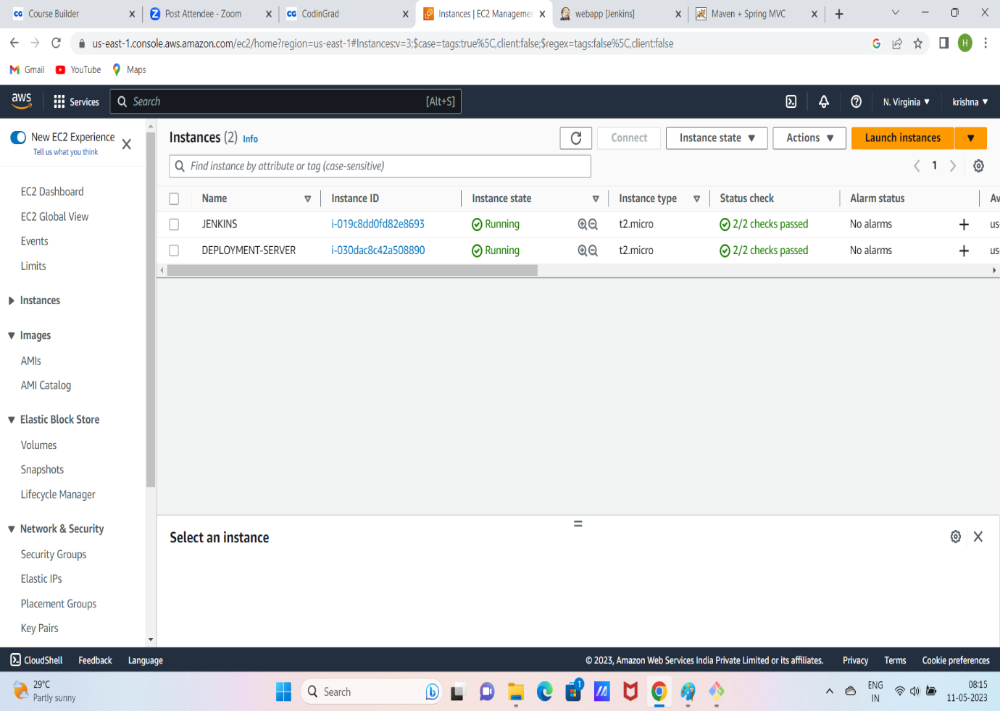 Course Builder
Post Attendee - Zoom
CodinGrad
Instances | EC2 Manageme
webapp [Jenkins]
Maven + Spring MVC
us-east-1.console.aws.amazon.com/ec2/home?region=us-east-1#Instances:v=3;$case=tags:true%5C,client:false;$regex=tags:false%5C,client:false
H
Gmail
YouTube
Maps
aws
Services
Search
[Alt+S]
N. Virginia
krishna
New EC2 Experience
Tell us what you think
EC2 Dashboard
EC2 Global View
Events
Limits
Instances
Images
AMIs
AMI Catalog
Elastic Block Store
Volumes
Snapshots
Lifecycle Manager
Network & Security
Security Groups
Elastic IPs
Placement Groups
Key Pairs
Instances (2) Info
Connect
Instance state
Actions
Launch instances
Find instance by attribute or tag (case-sensitive)
1
Name Instance ID Instance state Instance type Status check Alarm status Av
JENKINS i-019c8dd0fd82e8693 Running t2.micro 2/2 checks passed No alarms us-
DEPLOYMENT-SERVER i-030dac8c42a508890 Running t2.micro 2/2 checks passed No alarms us-
Select an instance
CloudShell Feedback Language
© 2023, Amazon Web Services India Private Limited or its affiliates. Privacy Terms Cookie preferences
29°C
Partly sunny
Search
1
ENG
IN
08:15
11-05-2023